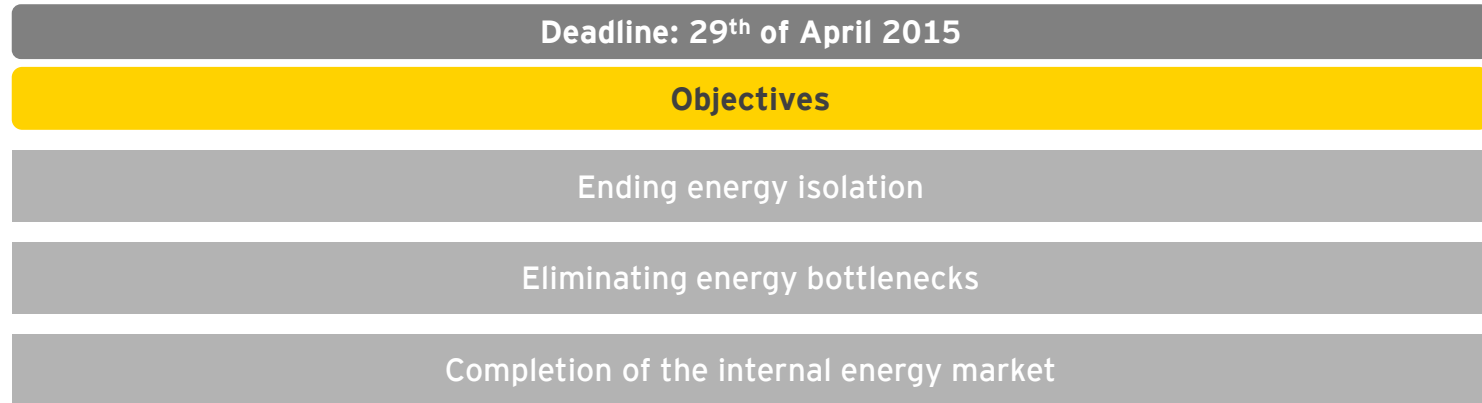 Deadline: 29th of April 2015
Objectives
Ending energy isolation
Eliminating energy bottlenecks
Completion of the internal energy market